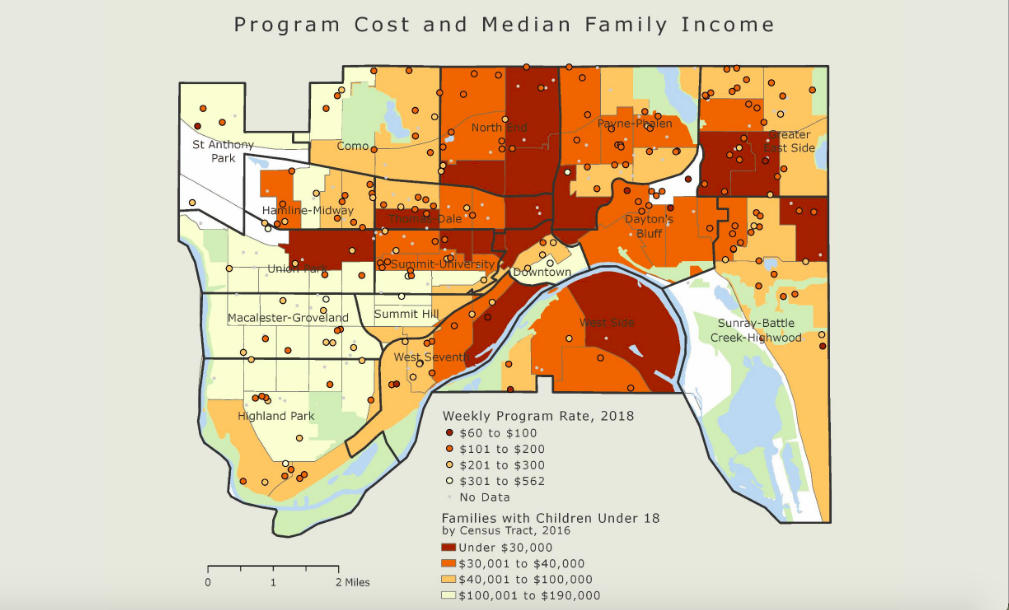 Program Cost and Median Family Income
North End
Payne-Phalen
Greater
East Side
St Anthony
Park
Como
Hamline-Midway
Thomas-Dale
Dayton's
Bluff
Union Park
Summit-University
Downtown
Macalester-Groveland
Summit Hill
West Side
Sunray-Battle
Creek-Highwood
West Seventh
Highland Park
Weekly Program Rate, 2018
$60 to $100
$101 to $200
$201 to $300
$301 to $562
No Data
Families with Children Under 18
by Census Tract, 2016
Under $30,000
$30,001 to $40,000
$40,001 to $100,000
$100,001 to $190,000
0 1 2 Miles